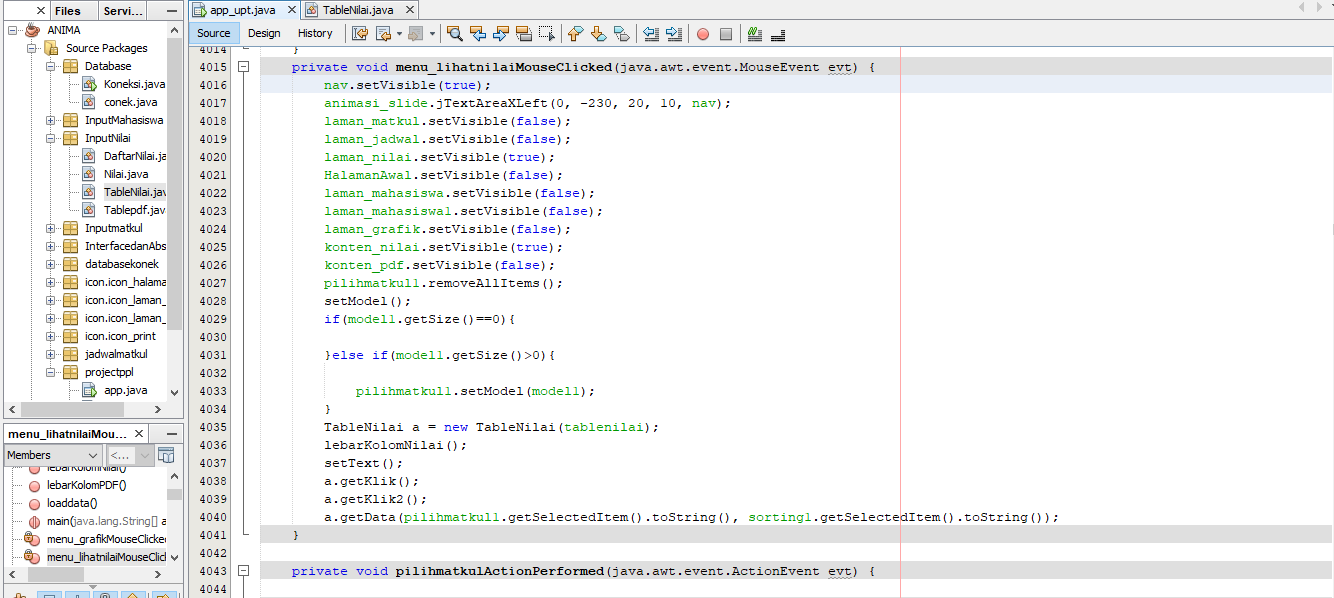 Files
Servi...
app_upt.java
TableNilai.java
Source
Design
History
ANIMA
Source Packages
Database
Koneksi.java
conek.java
InputMahasiswa
InputNilai
DaftarNilai.ja
Nilai.java
TableNilai.jav
Tablepdf.jav
Inputmatkul
InterfacedanAbs
databasekonek
icon.icon_halama
icon.icon_laman_
icon.icon_laman_
icon.icon_print
jadwalmatkul
projectppl
app.java
menu_lihatnilaiMou...
Members
<...
lebarKolomNilai()
lebarKolomPDF()
loaddata()
main(java.lang.String[] a
menu_grafikMouseClicked
menu_lihatnilaiMouseClicl
4014 }
4015 private void menu_lihatnilaiMouseClicked(java.awt.event.MouseEvent evt) {
4016 nav.setVisible(true);
4017 animasi_slide.jTextAreaXLeft(0, -230, 20, 10, nav);
4018 laman_matkul.setVisible(false);
4019 laman_jadwal.setVisible(false);
4020 laman_nilai.setVisible(true);
4021 HalamanAwal.setVisible(false);
4022 laman_mahasiswa.setVisible(false);
4023 laman_mahasiswa1.setVisible(false);
4024 laman_grafik.setVisible(false);
4025 konten_nilai.setVisible(true);
4026 konten_pdf.setVisible(false);
4027 pilihmatkul1.removeAllItems();
4028 setModel();
4029 if(modell.getSize()==0){
4030
4031 }else if(modell.getSize()>0){
4032
4033 pilihmatkul1.setModel(modell);
4034 }
4035 TableNilai a = new TableNilai(tablenilai);
4036 lebarKolomNilai();
4037 setText();
4038 a.getKlik();
4039 a.getKlik2();
4040 a.getData(pilihmatkul1.getSelectedItem().toString(), sorting1.getSelectedItem().toString());
4041 }
4042
4043 private void pilihmatkulActionPerformed(java.awt.event.ActionEvent evt) {
4044